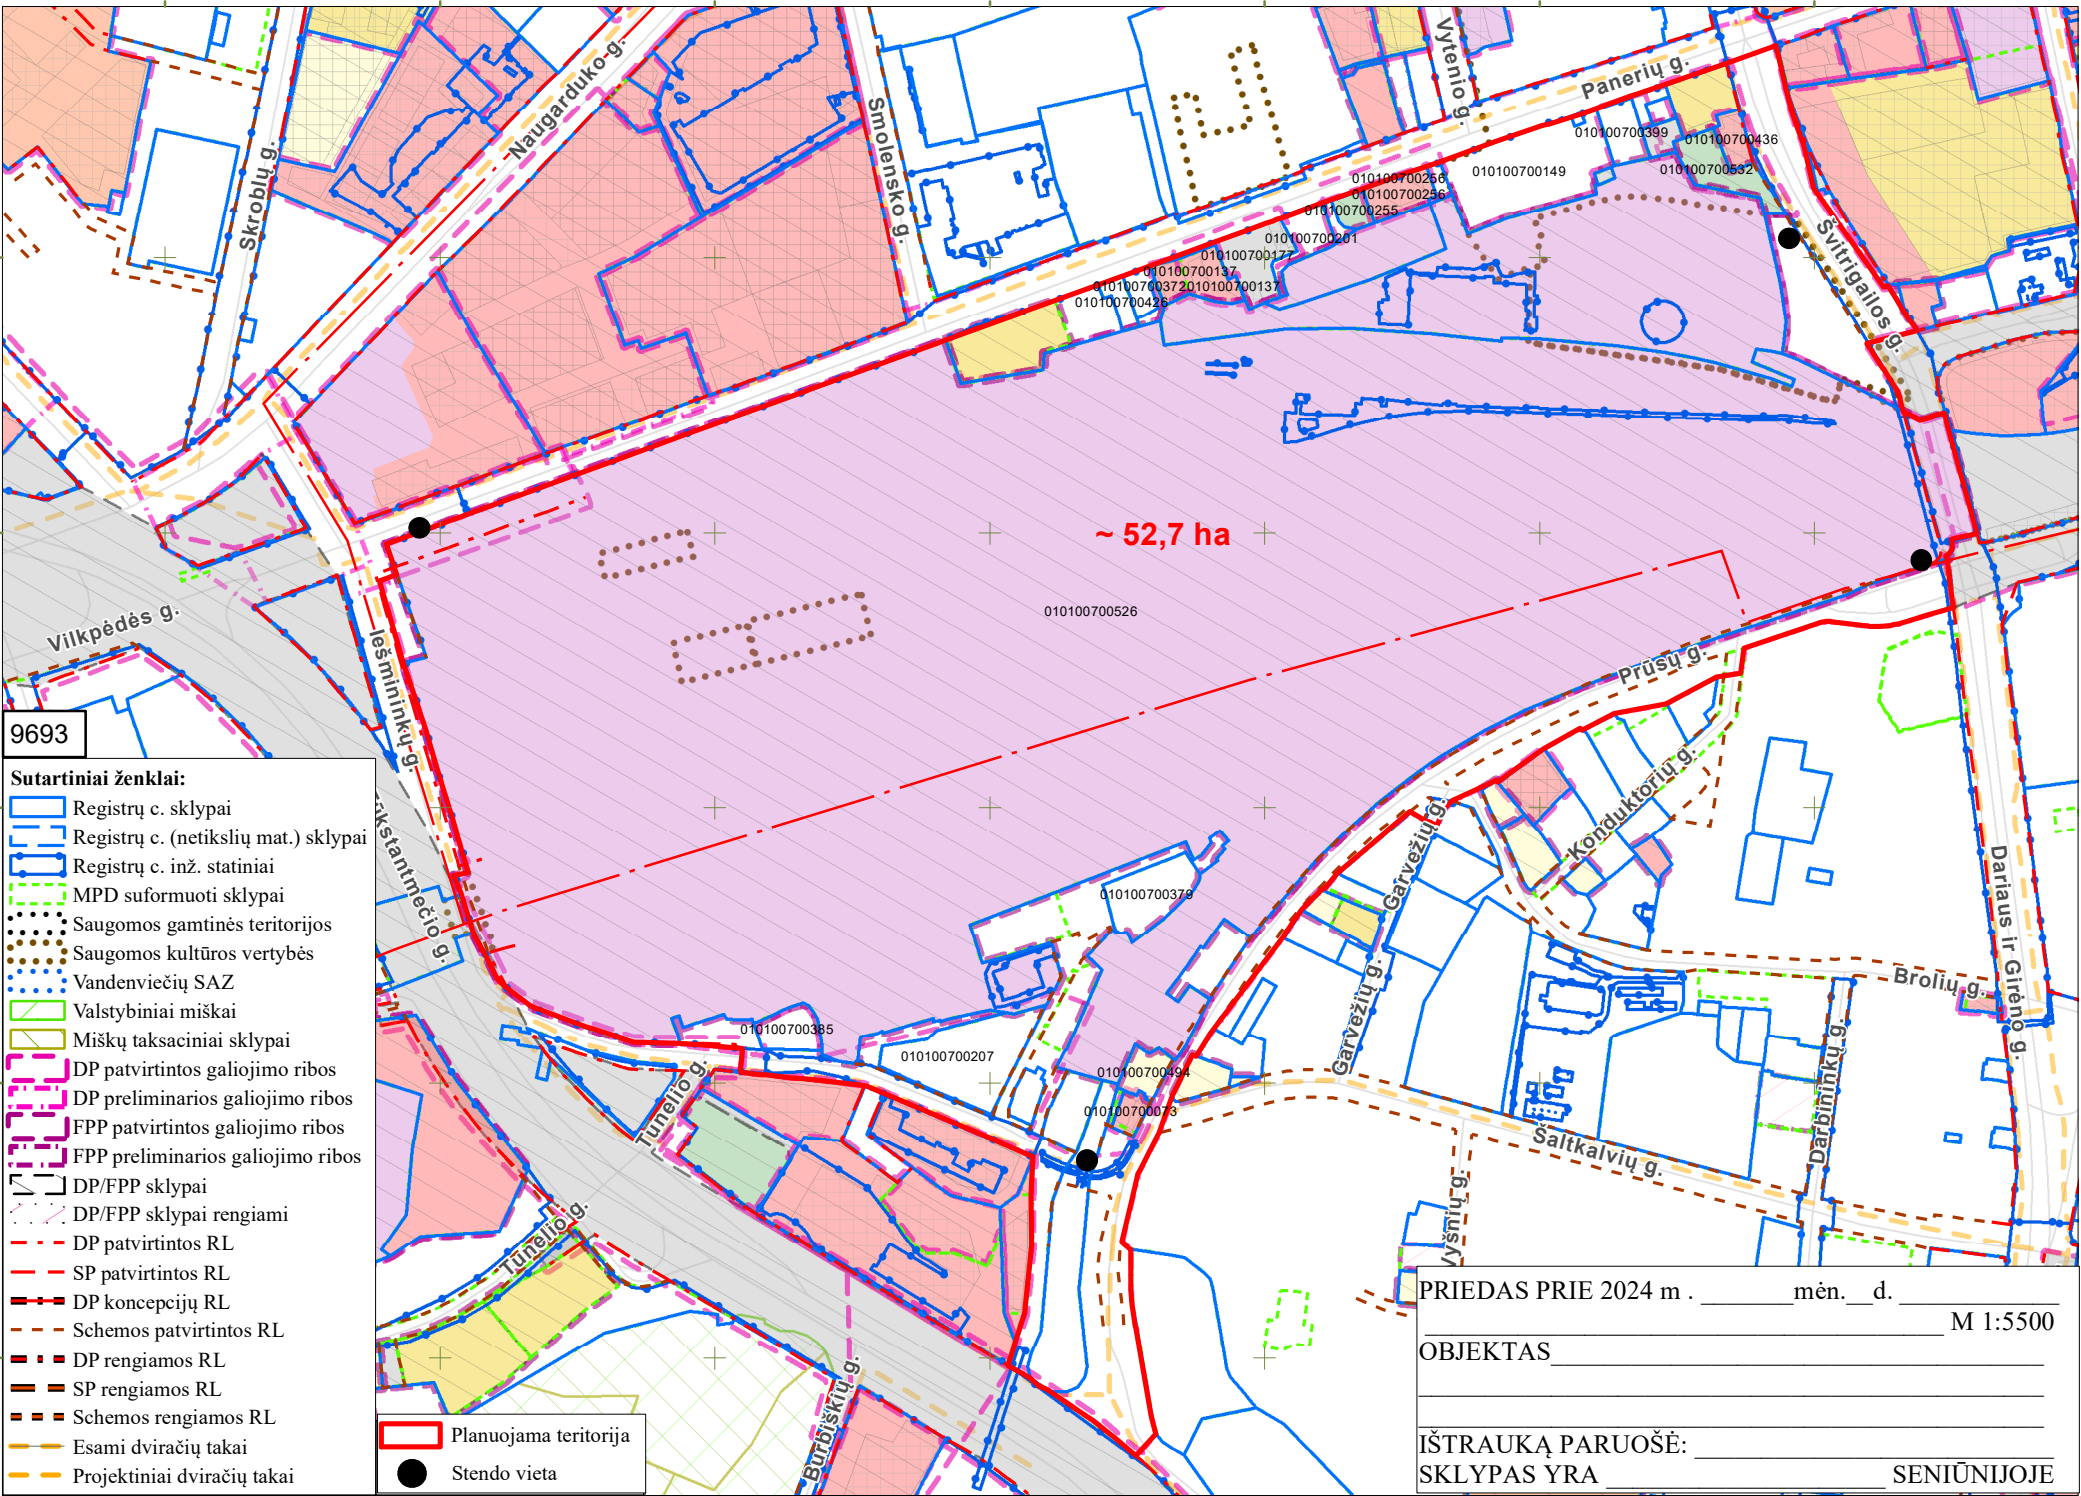 Naugarduko g.
Skroblų g.
Smolensko g.
Vytenio g.
Panerių g.
Švitrigailos g.
010100700399
010100700436
010100700149
010100700532
010100700256
010100700256
010100700255
010100700201
010100700177
010100700137
010100700372010100700137
010100700426
~ 52,7 ha
010100700526
Vilkpėdės g.
Iešmininkų g.
Prūsų g.
Konduktorių g.
Garvežių g.
Garvežių g.
Dariaus ir Girėno g.
Brolių g.
Darbininkų g.
Šaltkalvių g.
Vyšnių g.
010100700379
010100700385
010100700207
010100700494
010100700073
Tunelio g.
Tunelio g.
Burbiškių g.
9693
Sutartiniai ženklai:
Registrų c. sklypai
Registrų c. (netikslių mat.) sklypai
Registrų c. inž. statiniai
MPD suformuoti sklypai
Saugomos gamtinės teritorijos
Saugomos kultūros vertybės
Vandenviečių SAZ
Valstybiniai miškai
Miškų taksaciniai sklypai
DP patvirtintos galiojimo ribos
DP preliminarios galiojimo ribos
FPP patvirtintos galiojimo ribos
FPP preliminarios galiojimo ribos
DP/FPP sklypai
DP/FPP sklypai rengiami
DP patvirtintos RL
SP patvirtintos RL
DP koncepcijų RL
Schemos patvirtintos RL
DP rengiamos RL
SP rengiamos RL
Schemos rengiamos RL
Esami dviračių takai
Projektiniai dviračių takai
Planuojama teritorija
Stendo vieta
PRIEDAS PRIE 2024 m . _______mėn.__d. ____________
M 1:5500
OBJEKTAS______________________________________
IŠTRAUKĄ PARUOŠĖ: ___________________________
SKLYPAS YRA _____________________ SENIŪNIJOJE